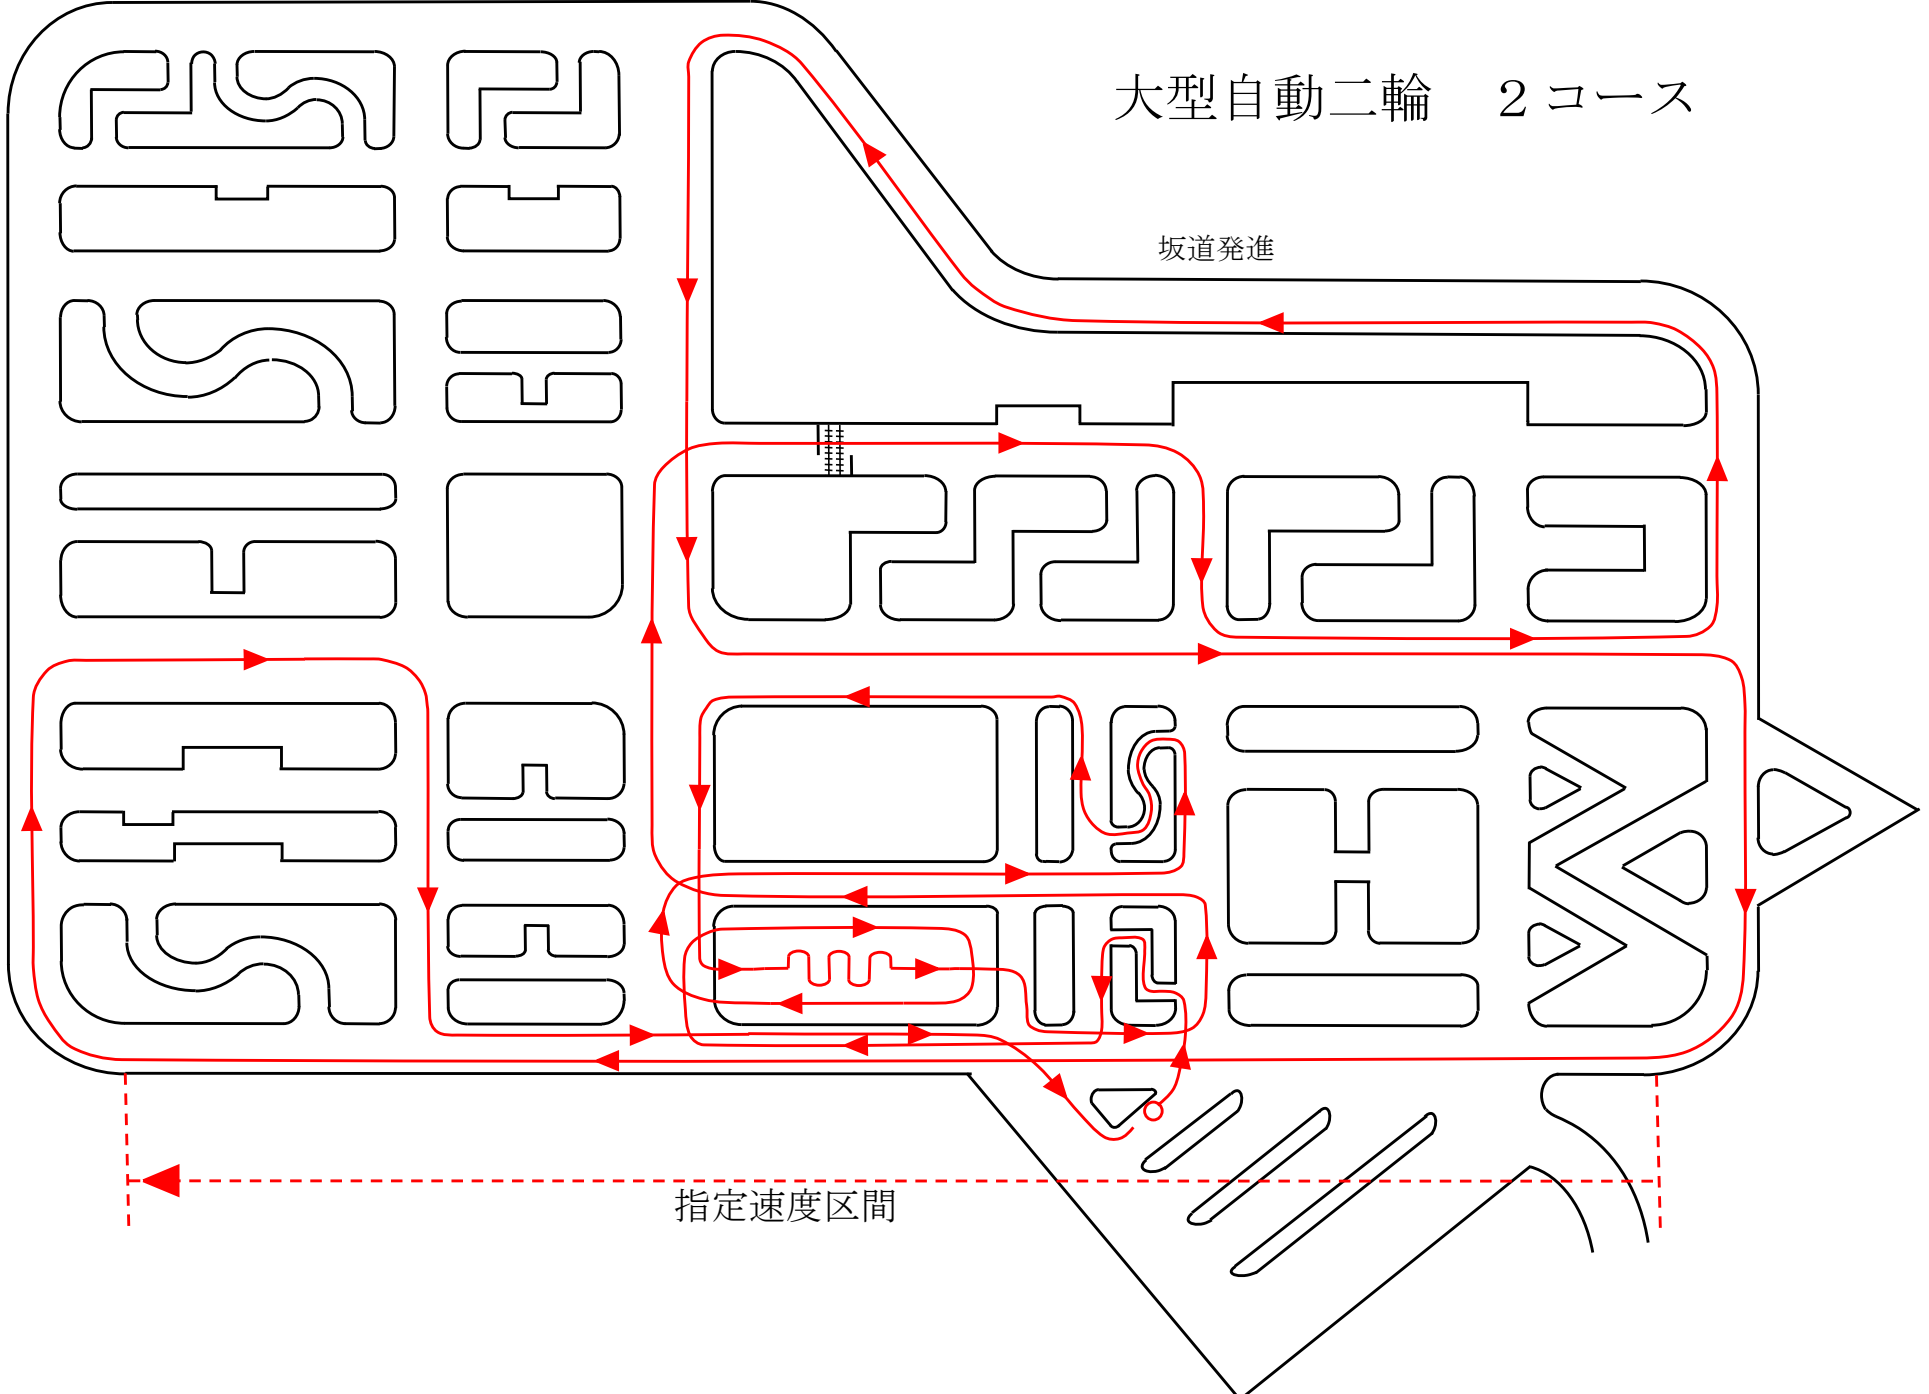 大型自動二輪　２コース
坂道発進
指定速度区間